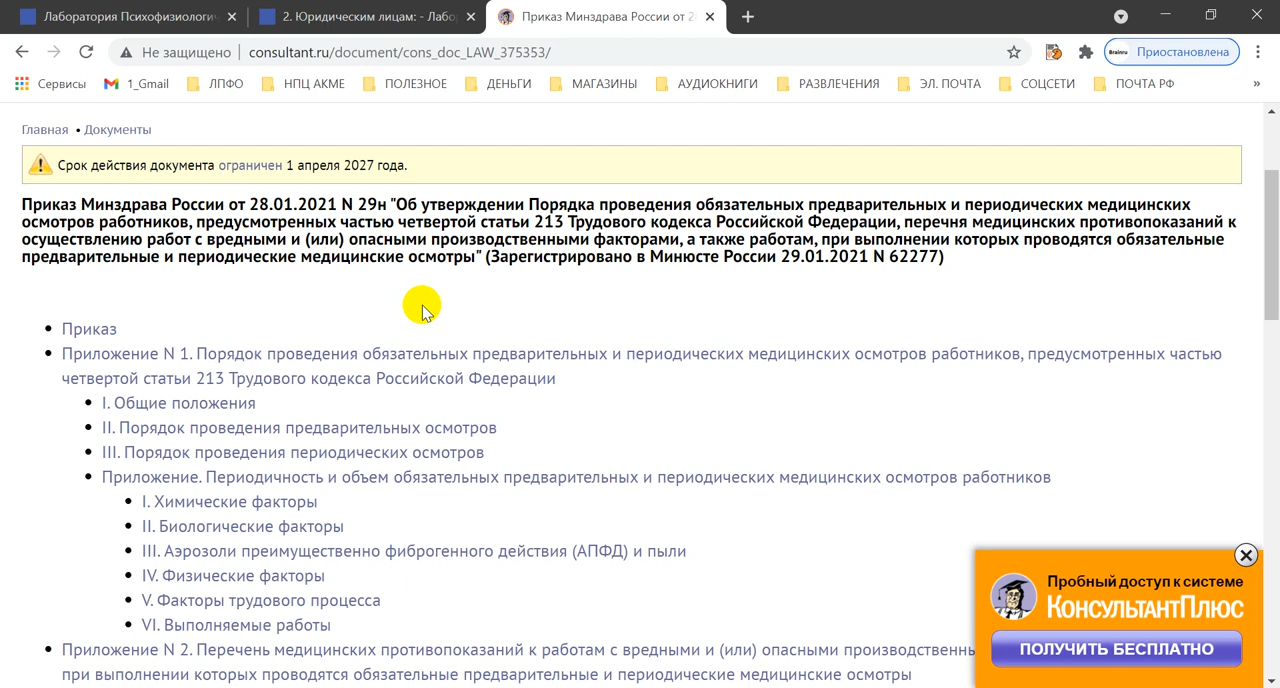 Лаборатория Психофизиологич
2. Юридическим лицам: - Лабор
Приказ Минздрава России от 28
Не защищено
consultant.ru/document/cons_doc_LAW_375353/
Brainru
Приостановлена
Сервисы
1_Gmail
ЛПФО
НПЦ АКМЕ
ПОЛЕЗНОЕ
ДЕНЬГИ
МАГАЗИНЫ
АУДИОКНИГИ
РАЗВЛЕЧЕНИЯ
ЭЛ. ПОЧТА
СОЦСЕТИ
ПОЧТА РФ
»
Главная • Документы
Срок действия документа ограничен 1 апреля 2027 года.
Приказ Минздрава России от 28.01.2021 N 29н "Об утверждении Порядка проведения обязательных предварительных и периодических медицинских
осмотров работников, предусмотренных частью четвертой статьи 213 Трудового кодекса Российской Федерации, перечня медицинских противопоказаний к
осуществлению работ с вредными и (или) опасными производственными факторами, а также работам, при выполнении которых проводятся обязательные
предварительные и периодические медицинские осмотры" (Зарегистрировано в Минюсте России 29.01.2021 N 62277)
• Приказ
• Приложение N 1. Порядок проведения обязательных предварительных и периодических медицинских осмотров работников, предусмотренных частью
четвертой статьи 213 Трудового кодекса Российской Федерации
• I. Общие положения
• II. Порядок проведения предварительных осмотров
• III. Порядок проведения периодических осмотров
• Приложение. Периодичность и объем обязательных предварительных и периодических медицинских осмотров работников
• I. Химические факторы
• II. Биологические факторы
• III. Аэрозоли преимущественно фиброгенного действия (АПФД) и пыли
• IV. Физические факторы
• V. Факторы трудового процесса
• VI. Выполняемые работы
• Приложение N 2. Перечень медицинских противопоказаний к работам с вредными и (или) опасными производственны
при выполнении которых проводятся обязательные предварительные и периодические медицинские осмотры
Пробный доступ к системе
КОНСУЛЬТАНТПЛЮС
ПОЛУЧИТЬ БЕСПЛАТНО